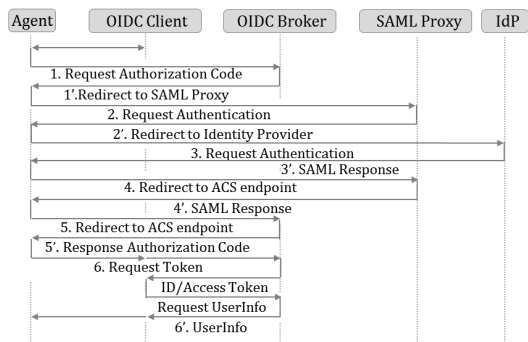 Agent OIDC Client OIDC Broker SAML Proxy IdP
1. Request Authorization Code
1'.Redirect to SAML Proxy
2. Request Authentication
2'. Redirect to Identity Provider
3. Request Authentication
3'. SAML Response
4. Redirect to ACS endpoint
4'. SAML Response
5. Redirect to ACS endpoint
5'. Response Authorization Code
6. Request Token
ID/Access Token
Request UserInfo
6'. UserInfo